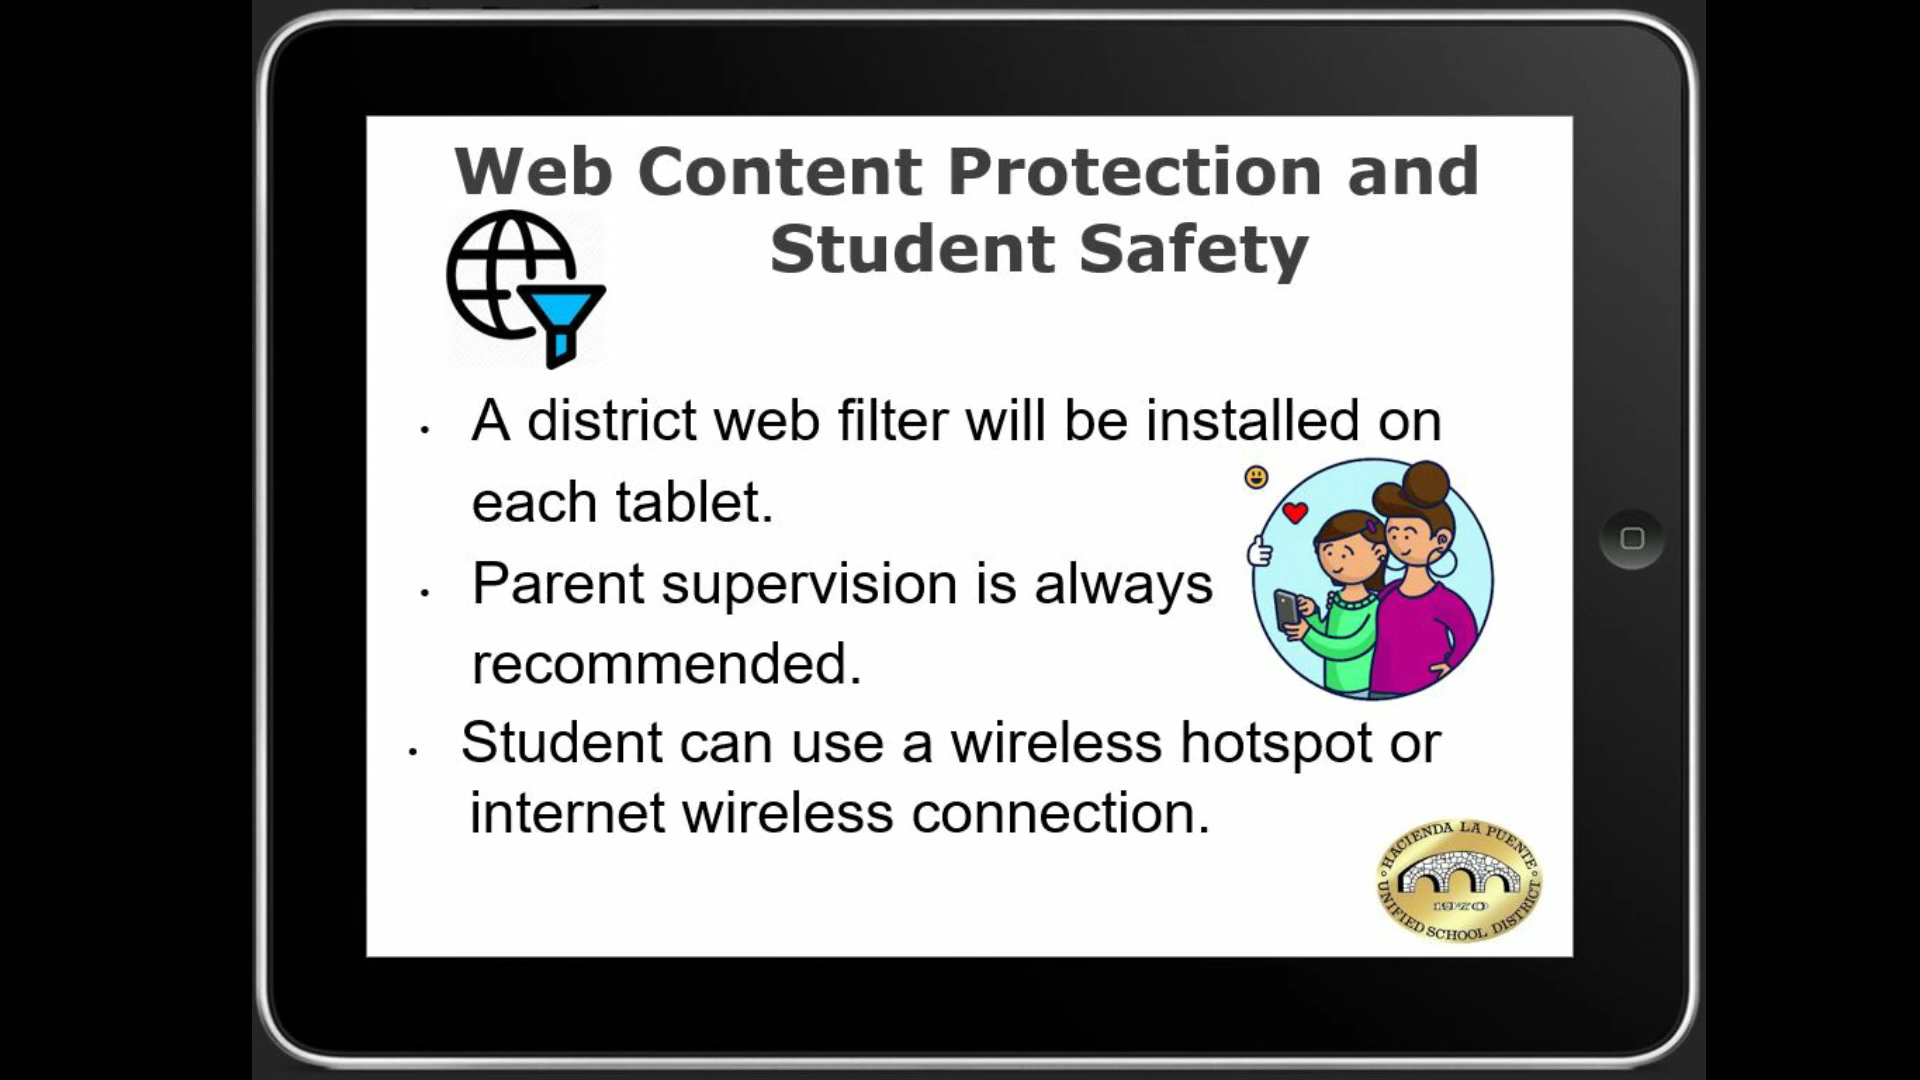 Web Content Protection and
Student Safety
• A district web filter will be installed on
each tablet.
• Parent supervision is always
recommended.
• Student can use a wireless hotspot or
internet wireless connection.
HACIENDA LA PUENTE
1970
UNIFIED SCHOOL DISTRICT